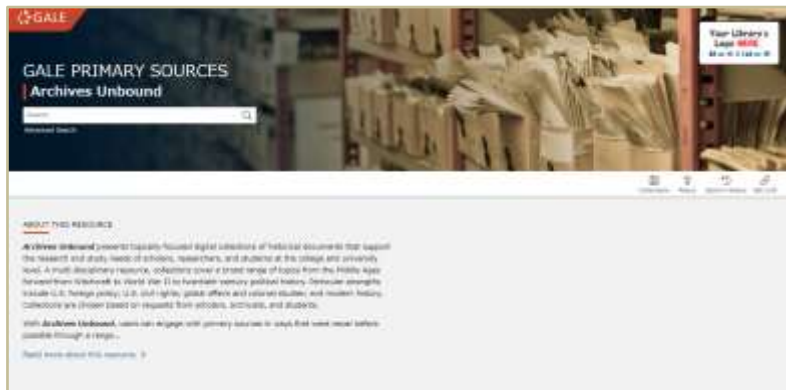 GALE
Your Library's
Logo HERE
GALE PRIMARY SOURCES
Archives Unbound
Search
Advanced Search
ABOUT THIS RESOURCE
Archives Unbound presents topically-focused digital collections of historical documents that support
the research and study needs of scholars, researchers, and students at the college and university
level. A multi-disciplinary resource, collections cover a broad range of topics from the Middle Ages
forward-from Witchcraft to World War II to twentieth-century political history. Particular strengths
include U.S. foreign policy; U.S. civil rights; global affairs and colonial studies; and modern history.
Collections are chosen based on requests from scholars, archivists, and students.
With Archives Unbound, users can engage with primary sources in ways that were never before
possible through a range...
Read more about this resource